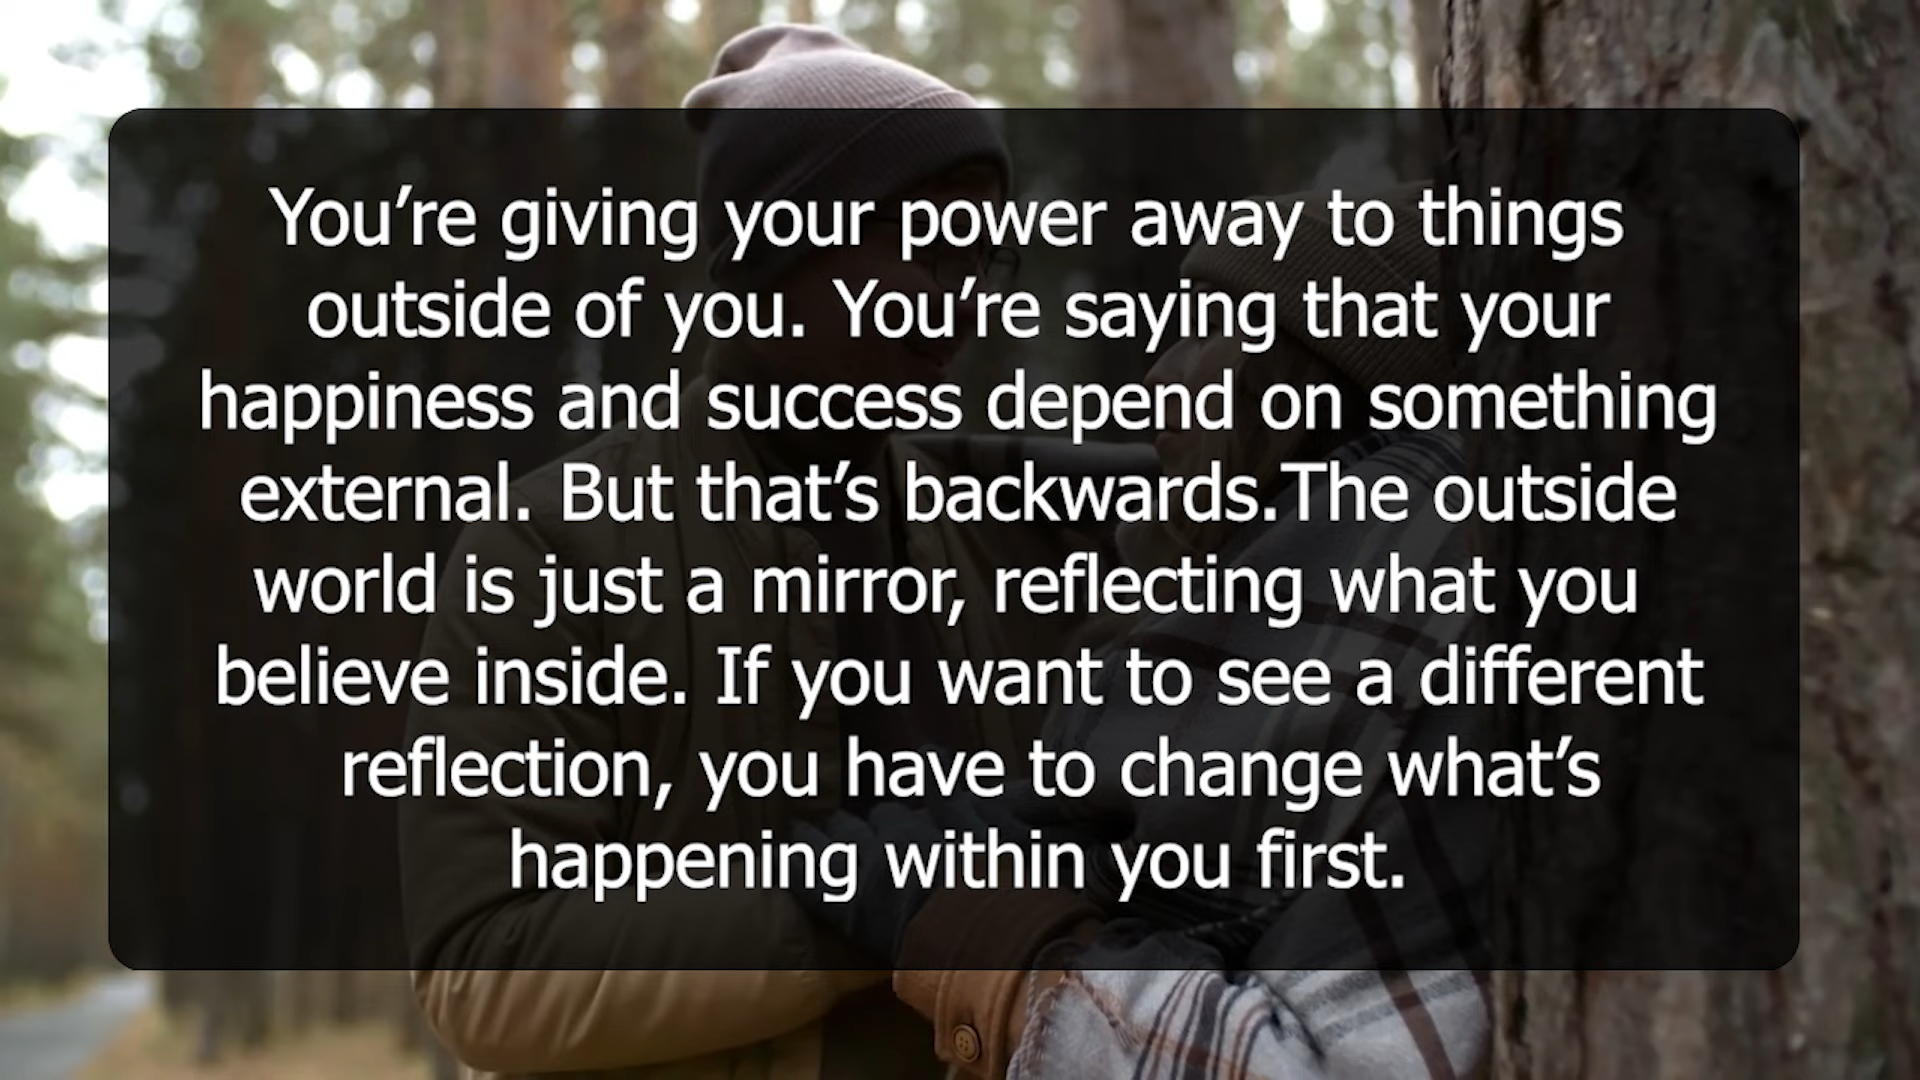 You’re giving your power away to things
outside of you. You’re saying that your
happiness and success depend on something
external. But that’s backwards.The outside
world is just a mirror, reflecting what you
believe inside. If you want to see a different
reflection, you have to change what’s
happening within you first.